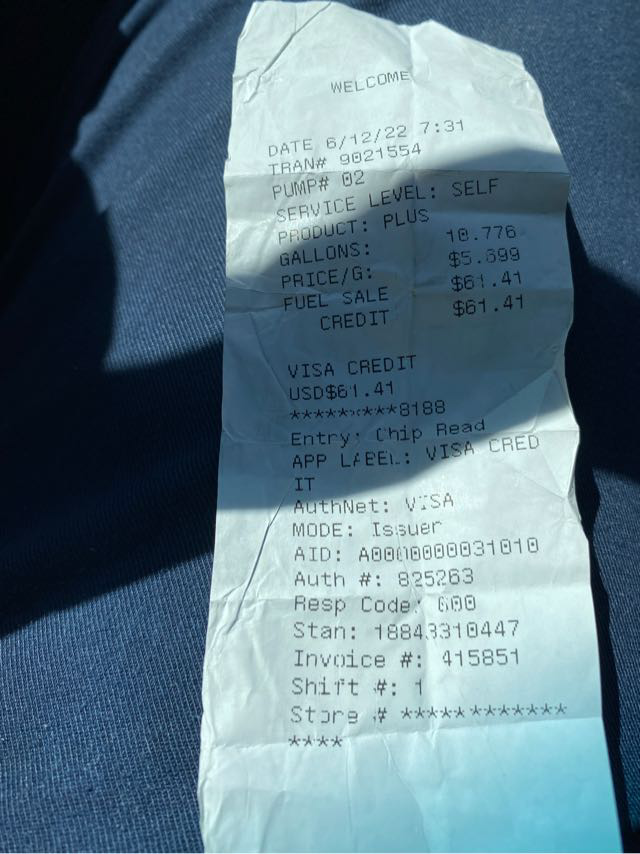 WELCOME
DATE 6/12/22 7:31
TRAN# 9021554
PUMP# 02
SERVICE LEVEL: SELF
PRODUCT: PLUS
GALLONS: 10.776
PRICE/G: $5.699
FUEL SALE $61.41
CREDIT $61.41
VISA CREDIT
USD$61.41
************8188
Entry: Chip Read
APP LABEL: VISA CRED
IT
AuthNet: VISA
MODE: Issuer
AID: A0000000031010
Auth #: 825263
Resp Code: 000
Stan: 18843310447
Invoice #: 415851
Shift #: 1
Store # ************
****